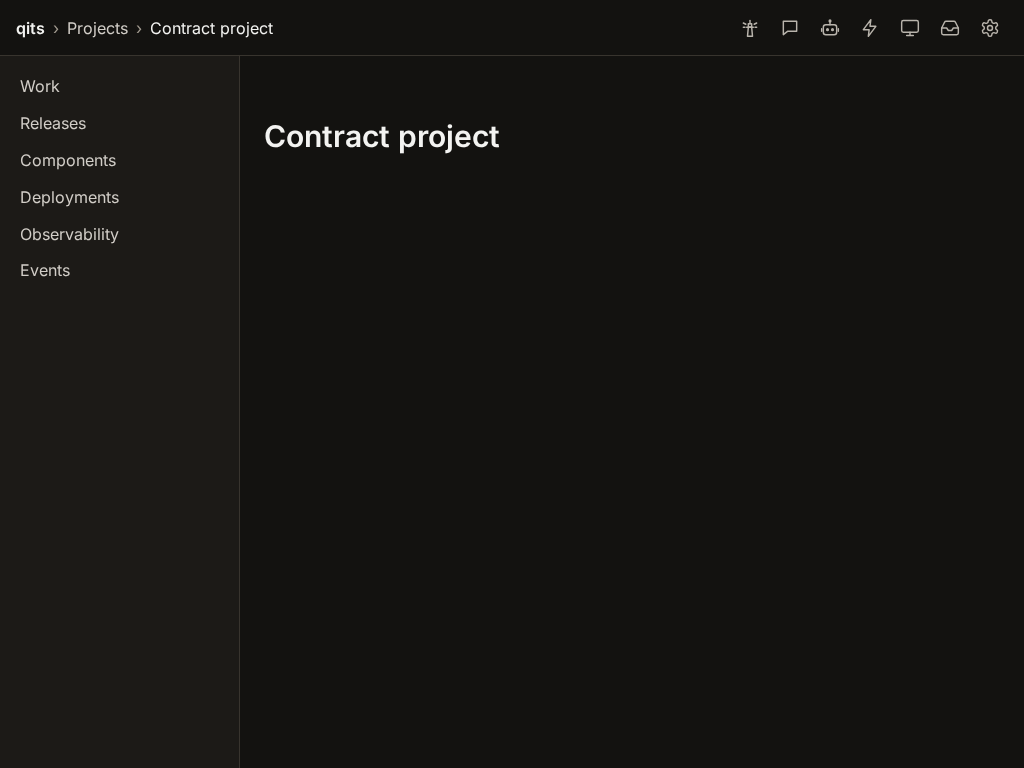 qits › Projects › Contract project
Work
Releases
Components
Deployments
Observability
Events
Contract project